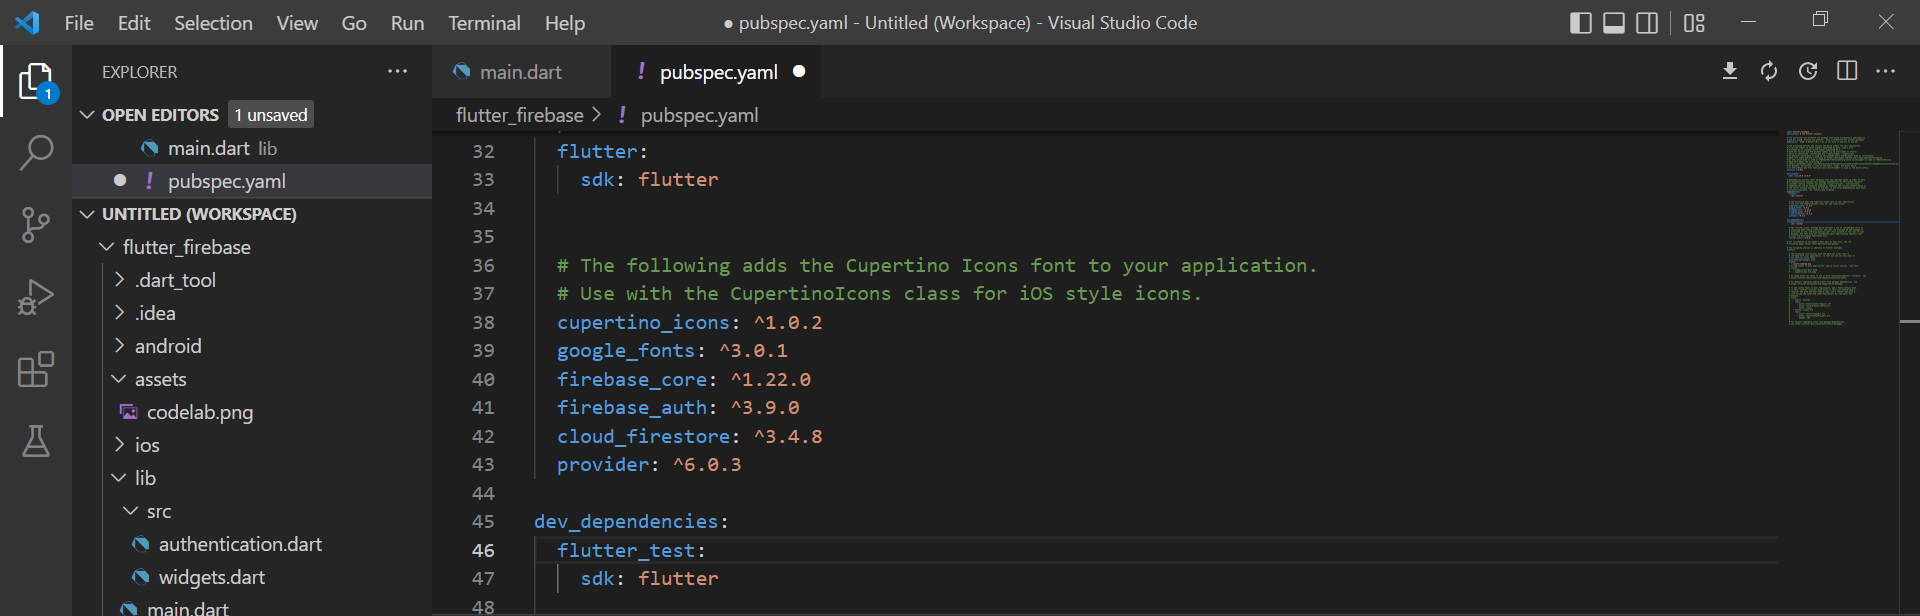 File Edit Selection View Go Run Terminal Help
● pubspec.yaml - Untitled (Workspace) - Visual Studio Code
1
EXPLORER
OPEN EDITORS 1 unsaved
main.dart lib
● ! pubspec.yaml
UNTITLED (WORKSPACE)
flutter_firebase
.dart_tool
.idea
android
assets
codelab.png
ios
lib
src
authentication.dart
widgets.dart
main.dart
main.dart
! pubspec.yaml ●
flutter_firebase > ! pubspec.yaml
32 flutter:
33 sdk: flutter
34
35
36 # The following adds the Cupertino Icons font to your application.
37 # Use with the CupertinoIcons class for iOS style icons.
38 cupertino_icons: ^1.0.2
39 google_fonts: ^3.0.1
40 firebase_core: ^1.22.0
41 firebase_auth: ^3.9.0
42 cloud_firestore: ^3.4.8
43 provider: ^6.0.3
44
45 dev_dependencies:
46 flutter_test:
47 sdk: flutter
48